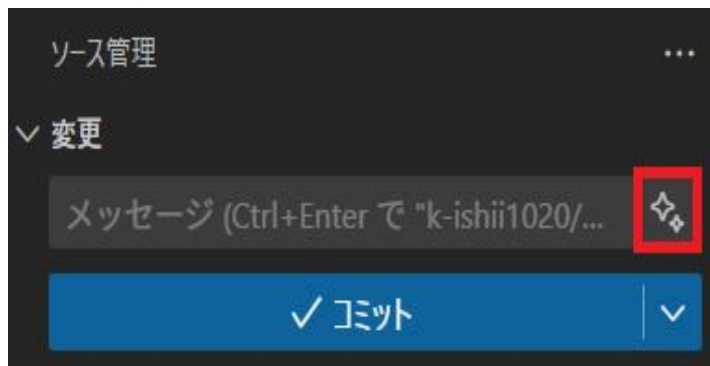 ソース管理
変更
メッセージ (Ctrl+Enter で "k-ishii1020/...
コミット